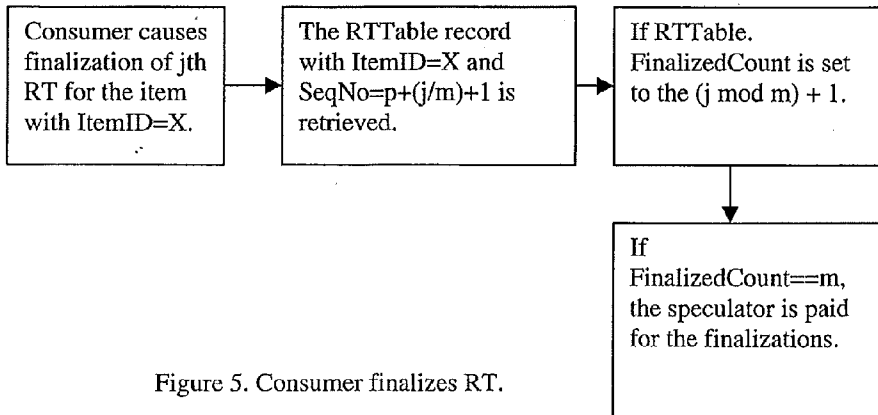 Consumer causes
finalization of jth
RT for the item
with ItemID=X.
The RTTable record
with ItemID=X and
SeqNo=p+(j/m)+1 is
retrieved.
If RTTable.
FinalizedCount is set
to the (j mod m) + 1.
If
FinalizedCount==m,
the speculator is paid
for the finalizations.
Figure 5. Consumer finalizes RT.